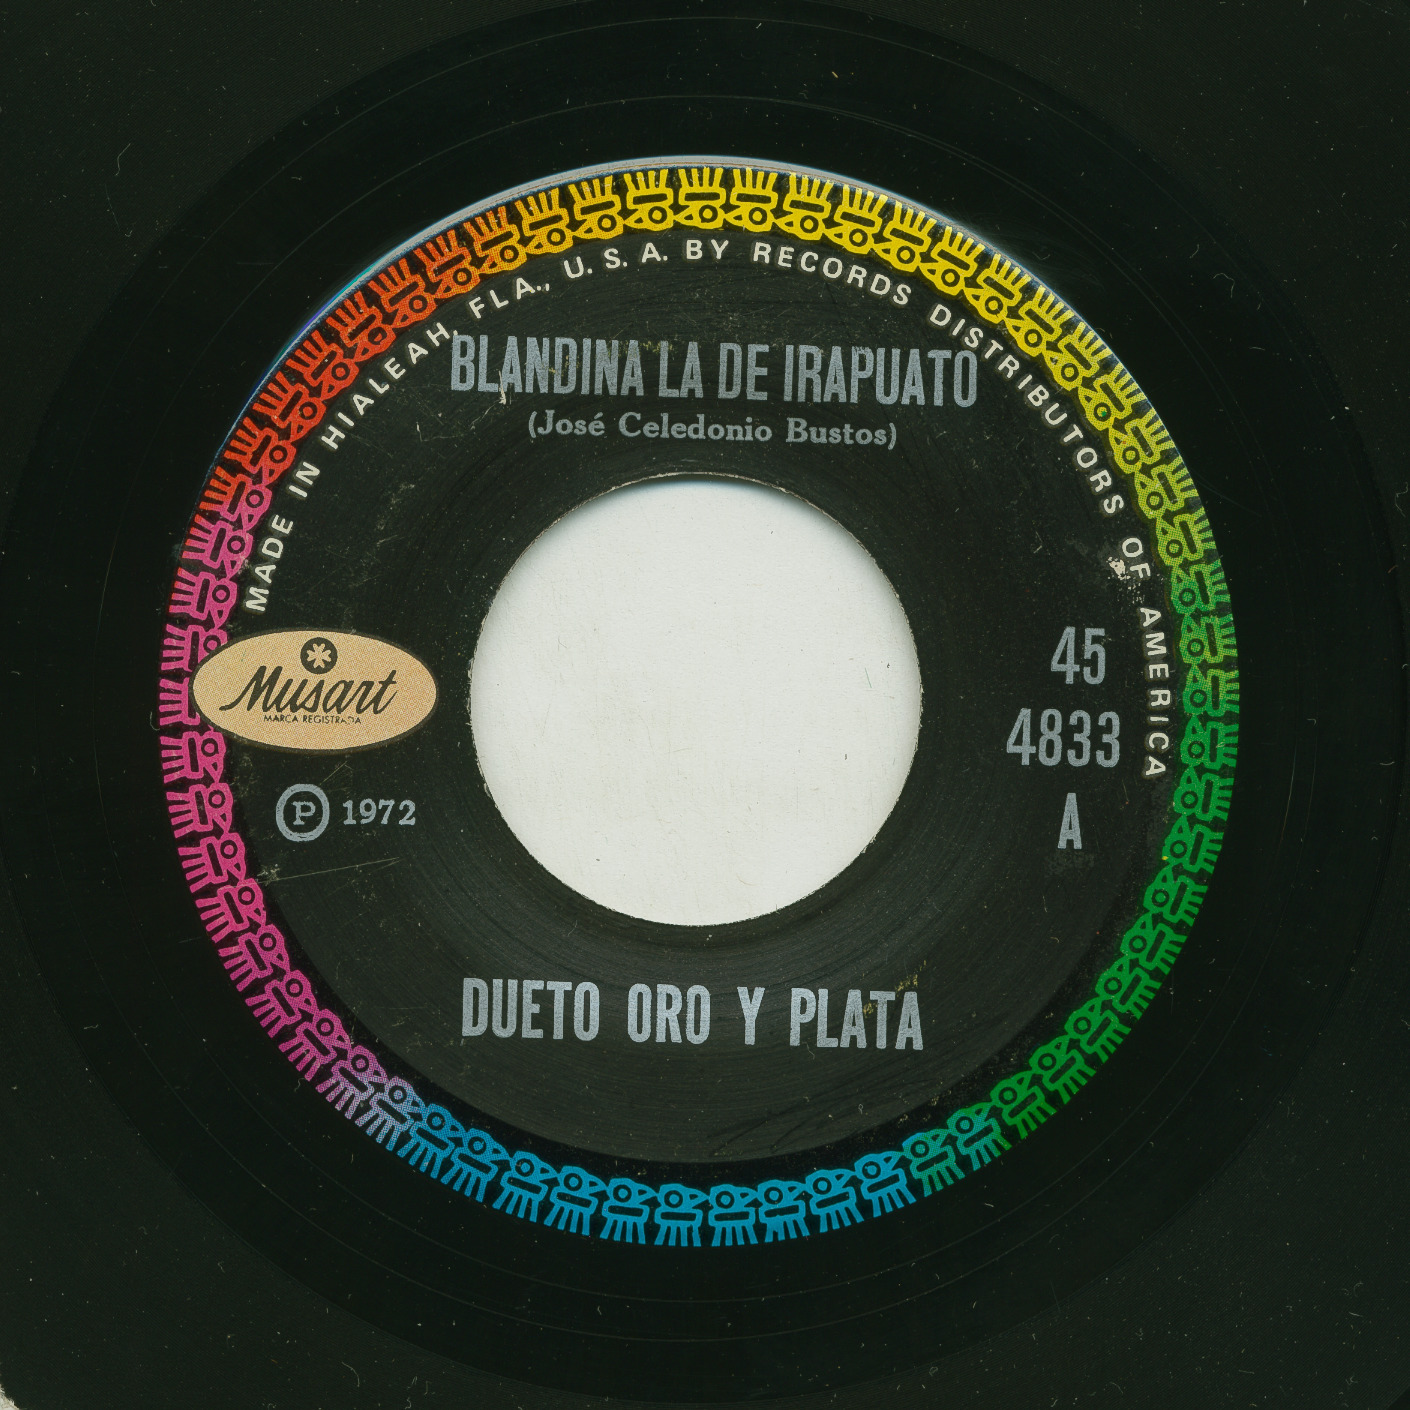 MADE IN HIALEAH, FLA., U. S. A. BY RECORDS DISTRIBUTORS OF AMERICA
BLANDINA LA DE IRAPUATO
(José Celedonio Bustos)
Musart
MARCA REGISTRADA
45
4833
A
Ⓟ 1972
DUETO ORO Y PLATA